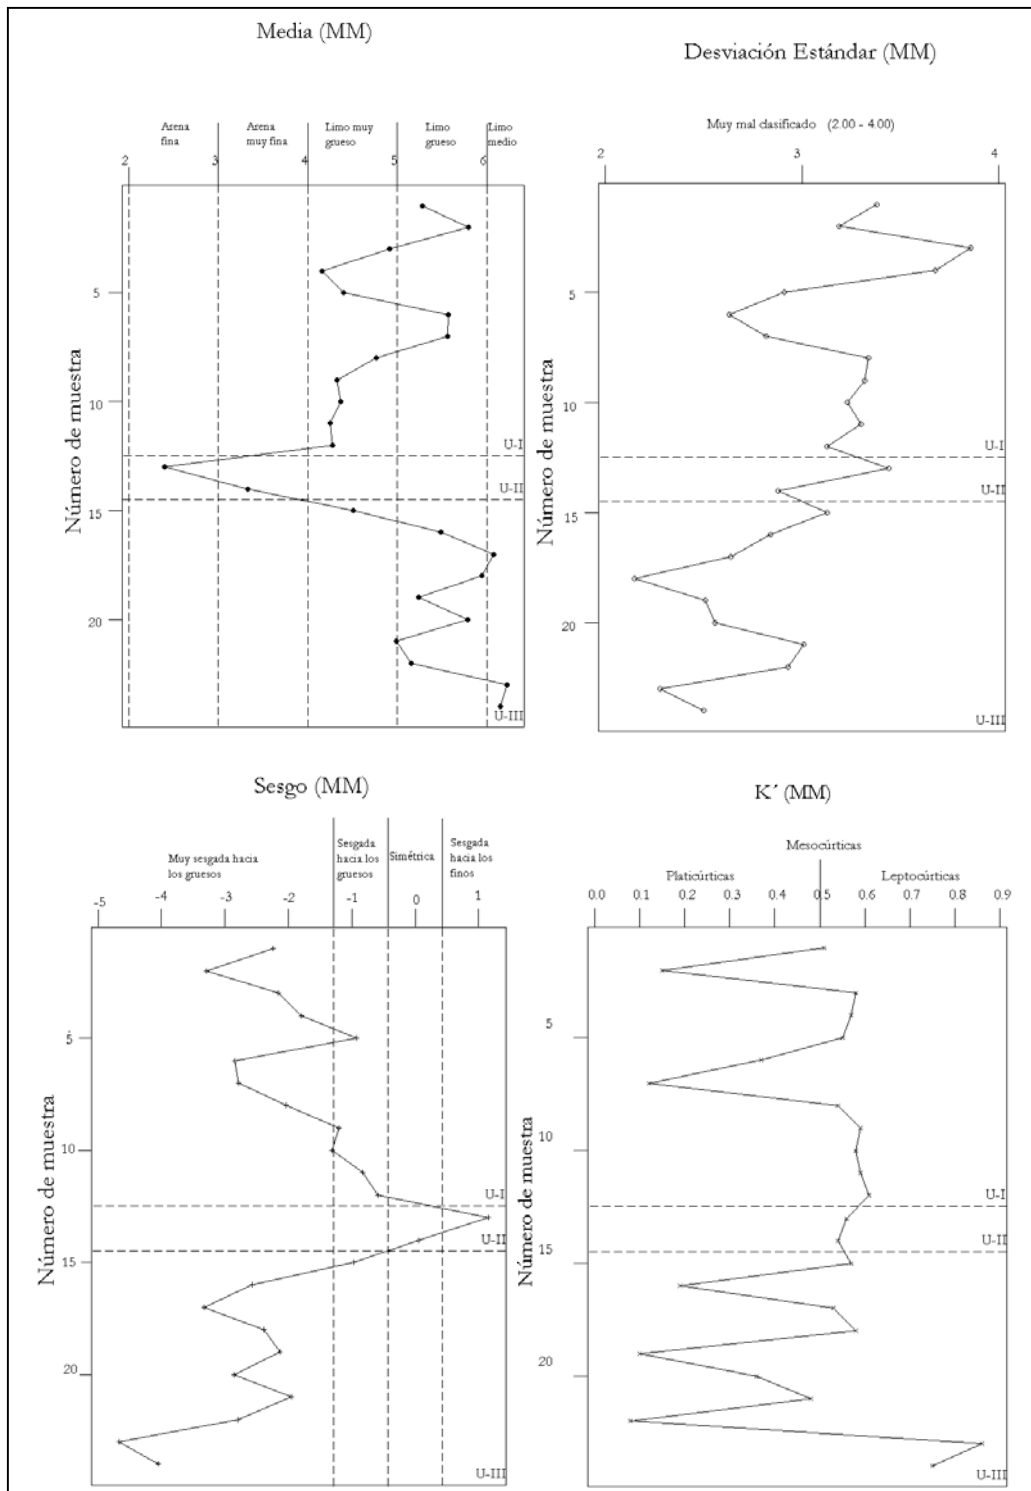 Media (MM)
Arena
fina
Arena
muy fina
Limo muy
grueso
Limo
grueso
Limo
medio
2
3
4
5
6
5
10
15
20
Número de muestra
U-I
U-II
U-III
Desviación Estándar (MM)
Muy mal clasificado (2.00 - 4.00)
2
3
4
5
10
15
20
Número de muestra
U-I
U-II
U-III
Sesgo (MM)
Muy sesgada hacia
los gruesos
Sesgada
hacia los
gruesos
Simétrica
Sesgada
hacia los
finos
-5
-4
-3
-2
-1
0
1
5
10
15
20
Número de muestra
U-I
U-II
U-III
K´ (MM)
Mesocúrticas
Platicúrticas
Leptocúrticas
0.0
0.1
0.2
0.3
0.4
0.5
0.6
0.7
0.8
0.9
5
10
15
20
Número de muestra
U-I
U-II
U-III